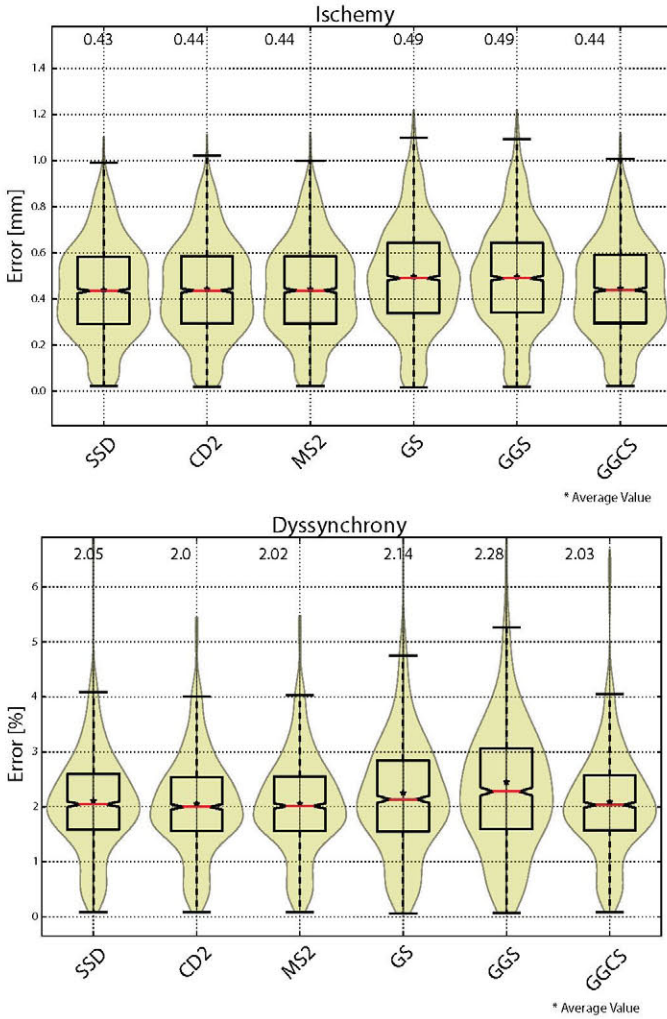 Ischemy
0.43 0.44 0.44 0.49 0.49 0.44
1.4
1.2
1.0
0.8
0.6
0.4
0.2
0.0
Error [mm]
SSD CD2 MS2 GS GGS GGCS
* Average Value
Dyssynchrony
2.05 2.0 2.02 2.14 2.28 2.03
6
5
4
3
2
1
0
Error [%]
SSD CD2 MS2 GS GGS GGCS
* Average Value